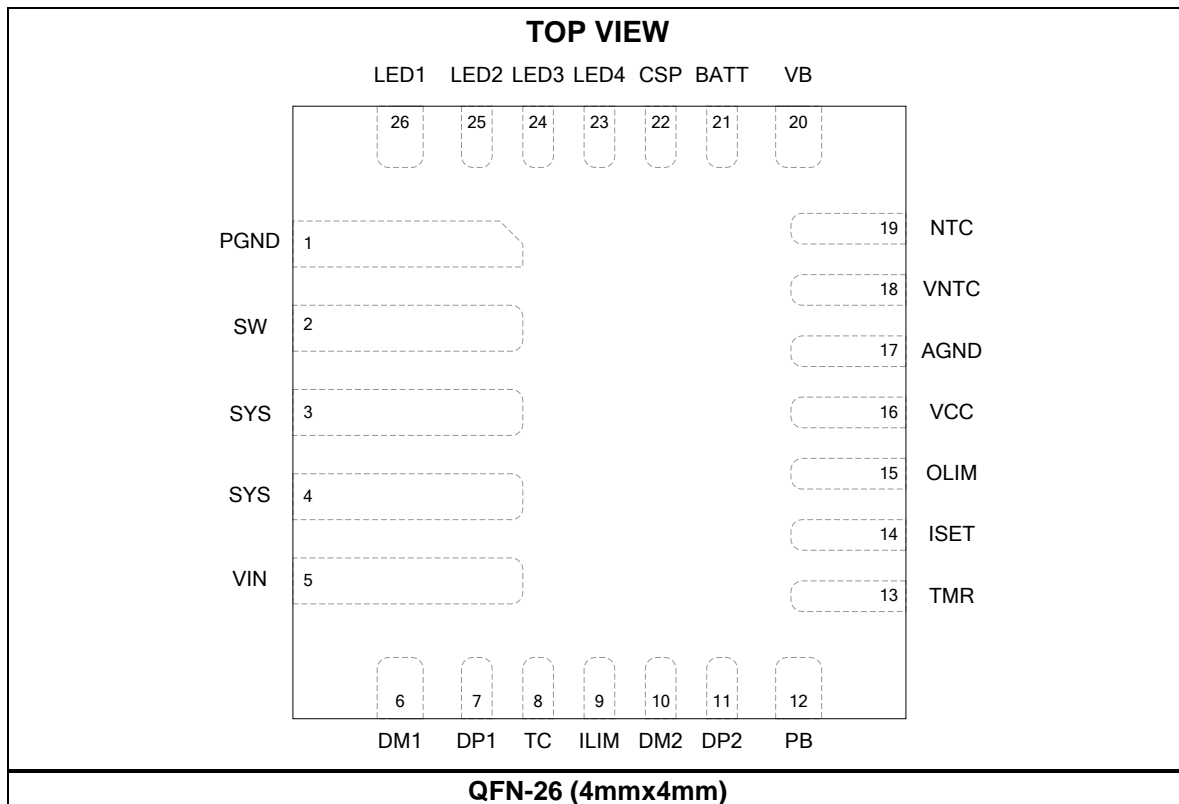 TOP VIEW
LED1 LED2 LED3 LED4 CSP BATT VB
26 25 24 23 22 21 20
PGND 1 19 NTC
18 VNTC
SW 2
17 AGND
SYS 3 16 VCC
15 OLIM
SYS 4
14 ISET
VIN 5
13 TMR
6 7 8 9 10 11 12
DM1 DP1 TC ILIM DM2 DP2 PB
QFN-26 (4mmx4mm)